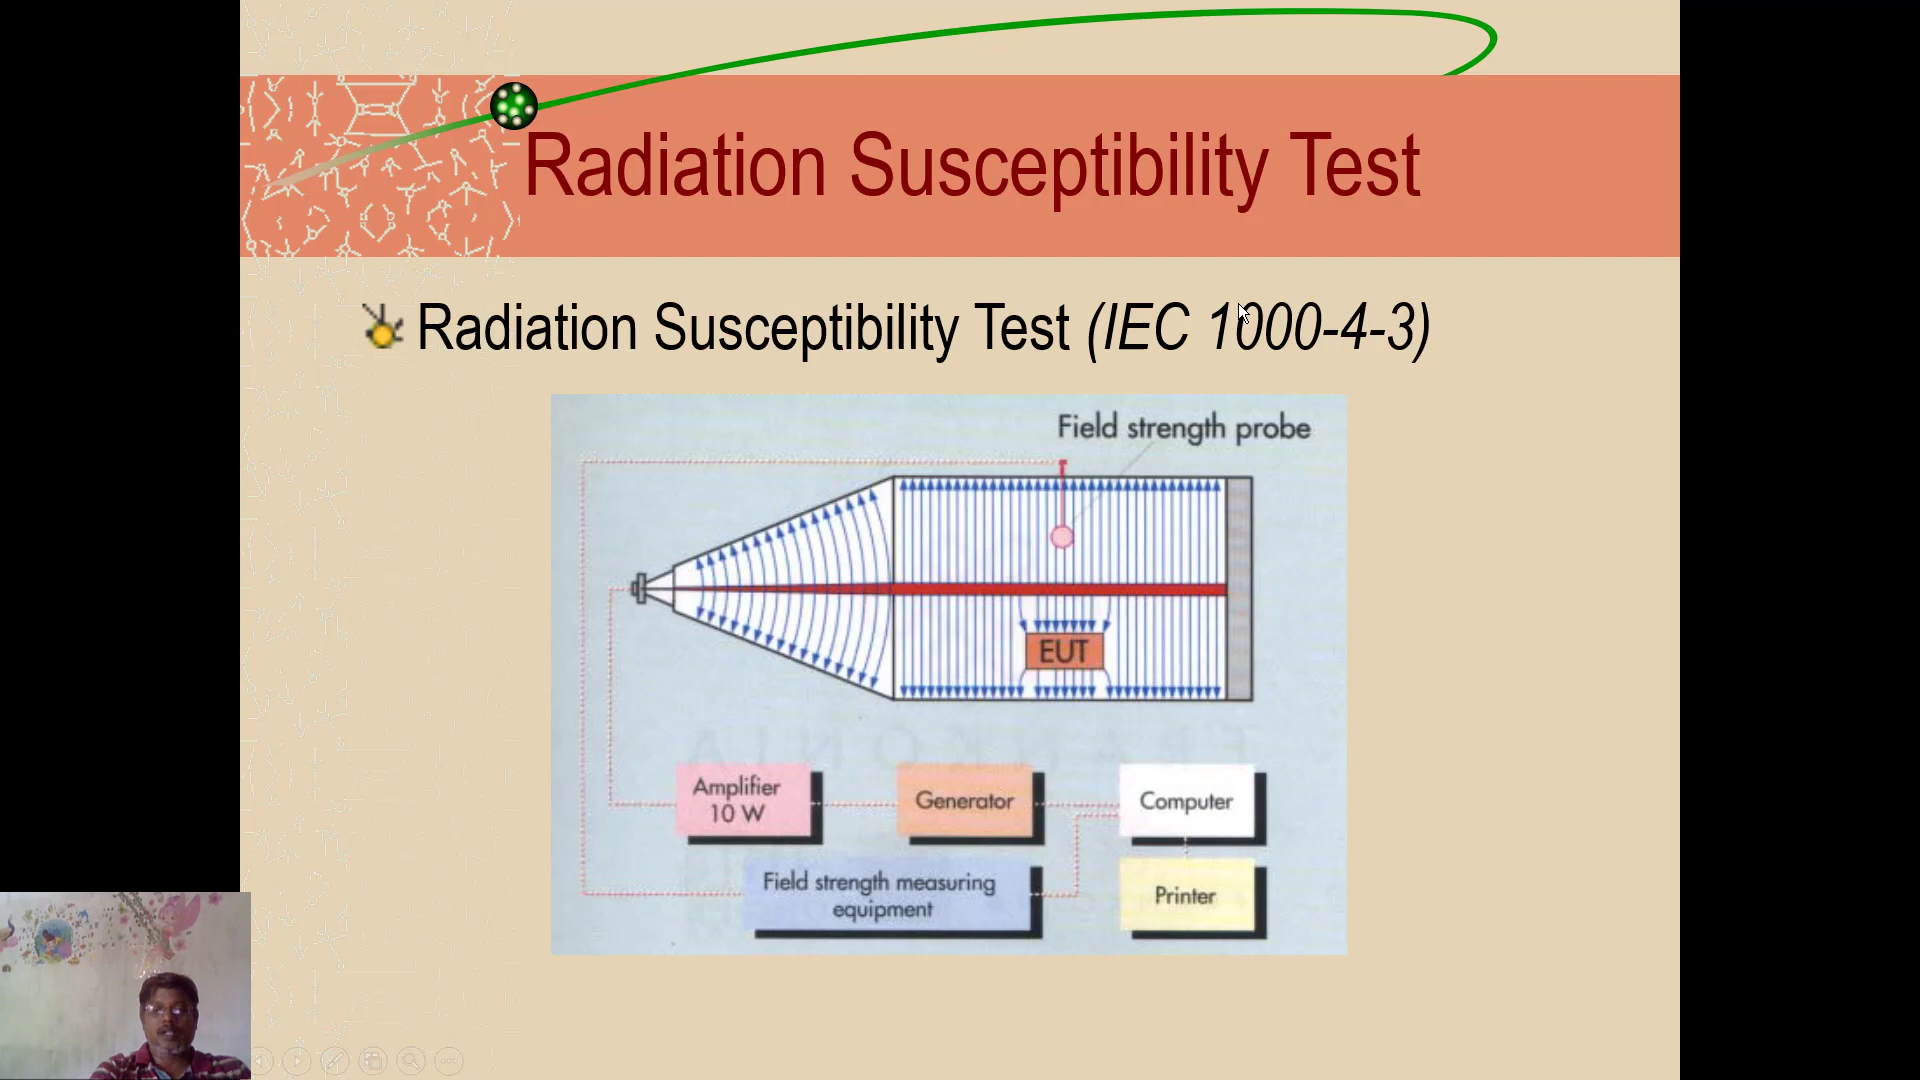 Radiation Susceptibility Test
Radiation Susceptibility Test (IEC 1000-4-3)
Field strength probe
EUT
Amplifier
10 W
Generator
Computer
Field strength measuring
equipment
Printer